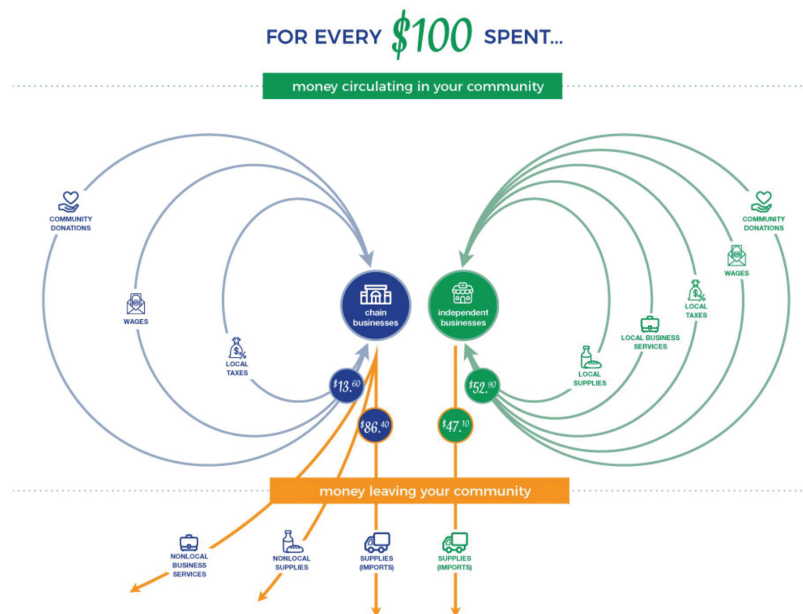 FOR EVERY $100 SPENT...
money circulating in your community
COMMUNITY
DONATIONS
WAGES
LOCAL
TAXES
chain
businesses
independent
businesses
COMMUNITY
DONATIONS
WAGES
LOCAL
TAXES
LOCAL BUSINESS
SERVICES
LOCAL
SUPPLIES
$13.60
$52.90
$86.40
$47.10
money leaving your community
NONLOCAL
BUSINESS
SERVICES
NONLOCAL
SUPPLIES
SUPPLIES
(IMPORTS)
SUPPLIES
(IMPORTS)